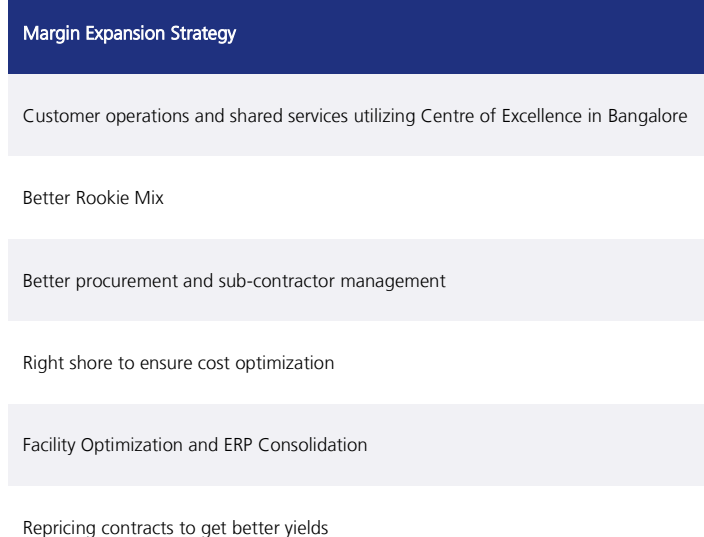 Margin Expansion Strategy
Customer operations and shared services utilizing Centre of Excellence in Bangalore
Better Rookie Mix
Better procurement and sub-contractor management
Right shore to ensure cost optimization
Facility Optimization and ERP Consolidation
Repricing contracts to get better yields